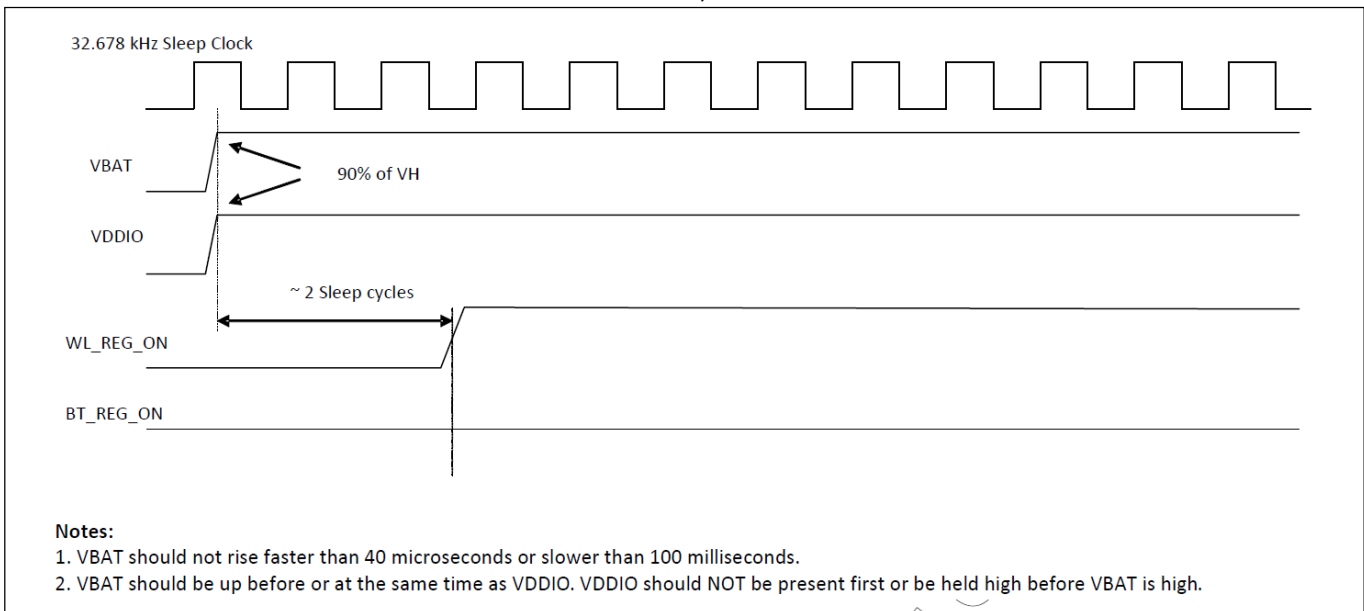 32.678 kHz Sleep Clock
VBAT
90% of VH
VDDIO
~ 2 Sleep cycles
WL_REG_ON
BT_REG_ON
Notes:
1. VBAT should not rise faster than 40 microseconds or slower than 100 milliseconds.
2. VBAT should be up before or at the same time as VDDIO. VDDIO should NOT be present first or be held high before VBAT is high.